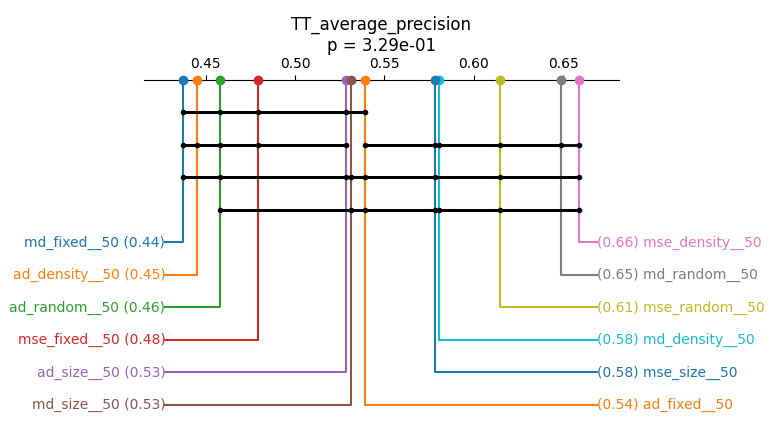 TT_average_precision
p = 3.29e-01
0.45 0.50 0.55 0.60 0.65
md_fixed__50 (0.44) (0.66) mse_density__50
ad_density__50 (0.45) (0.65) md_random__50
ad_random__50 (0.46) (0.61) mse_random__50
mse_fixed__50 (0.48) (0.58) md_density__50
ad_size__50 (0.53) (0.58) mse_size__50
md_size__50 (0.53) (0.54) ad_fixed__50